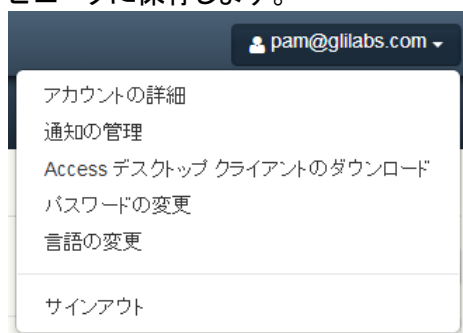 ピュータに保存します。
pam@glilabs.com
アカウントの詳細
通知の管理
Access デスクトップ クライアントのダウンロード
パスワードの変更
言語の変更
サインアウト